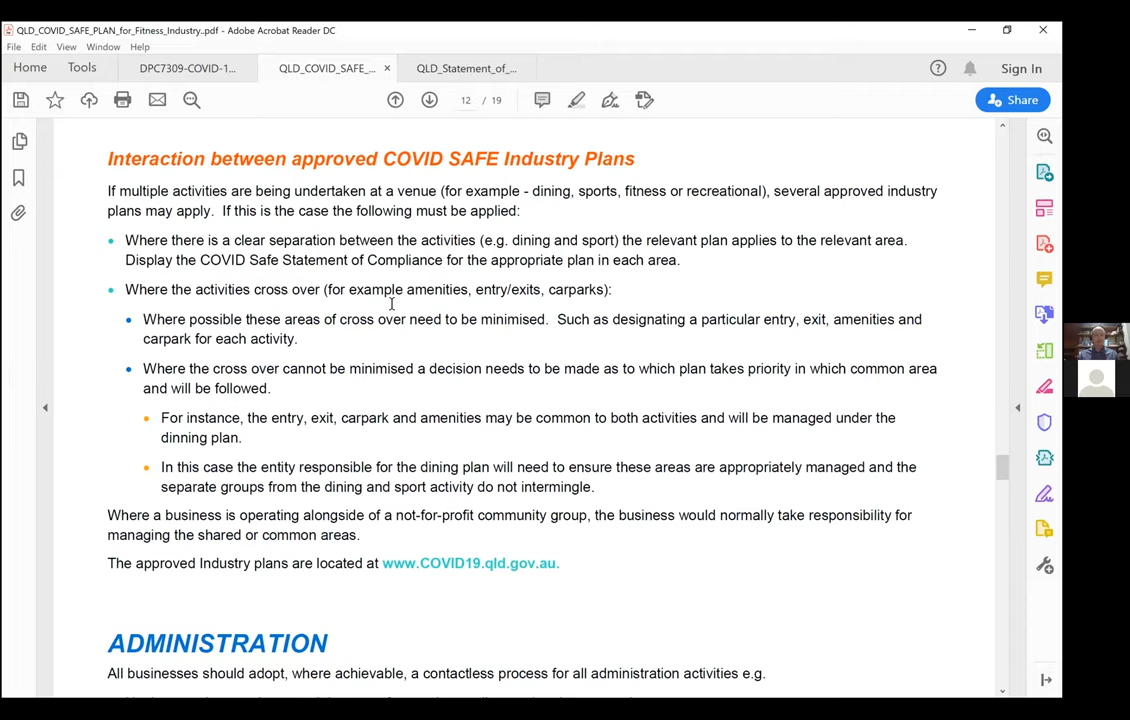 QLD_COVID_SAFE_PLAN_for_Fitness_Industry..pdf - Adobe Acrobat Reader DC
File Edit View Window Help
Home Tools DPC7309-COVID-1... QLD_COVID_SAFE_... × QLD_Statement_of_... Sign In
12 / 19 Share
Interaction between approved COVID SAFE Industry Plans
If multiple activities are being undertaken at a venue (for example - dining, sports, fitness or recreational), several approved industry
plans may apply. If this is the case the following must be applied:
• Where there is a clear separation between the activities (e.g. dining and sport) the relevant plan applies to the relevant area.
Display the COVID Safe Statement of Compliance for the appropriate plan in each area.
• Where the activities cross over (for example amenities, entry/exits, carparks):
• Where possible these areas of cross over need to be minimised. Such as designating a particular entry, exit, amenities and
carpark for each activity.
• Where the cross over cannot be minimised a decision needs to be made as to which plan takes priority in which common area
and will be followed.
• For instance, the entry, exit, carpark and amenities may be common to both activities and will be managed under the
dinning plan.
• In this case the entity responsible for the dining plan will need to ensure these areas are appropriately managed and the
separate groups from the dining and sport activity do not intermingle.
Where a business is operating alongside of a not-for-profit community group, the business would normally take responsibility for
managing the shared or common areas.
The approved Industry plans are located at www.COVID19.qld.gov.au.
ADMINISTRATION
All businesses should adopt, where achievable, a contactless process for all administration activities e.g.